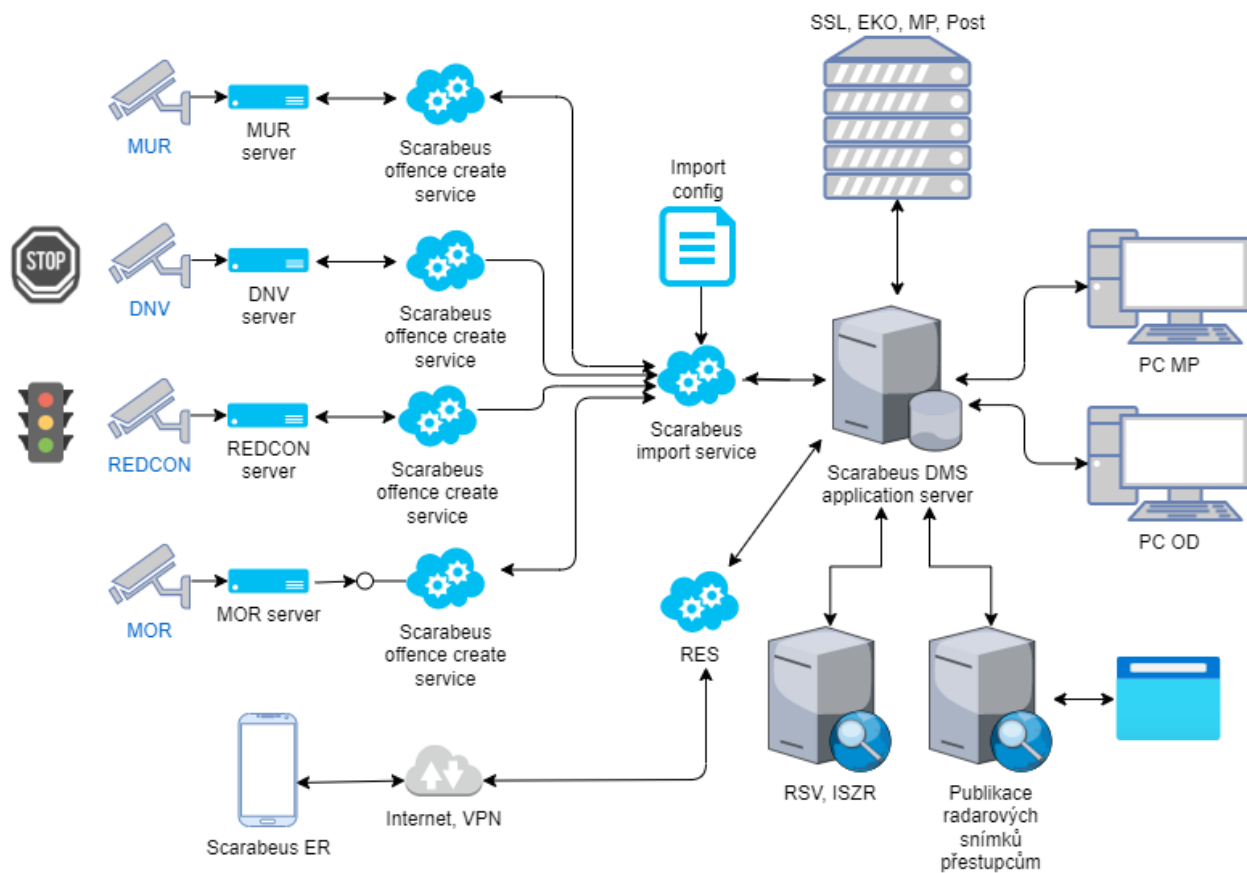 SSL, EKO, MP, Post
MUR
MUR
server
Scarabeus
offence create
service
Import
config
STOP
DNV
DNV
server
Scarabeus
offence create
service
PC MP
REDCON
REDCON
server
Scarabeus
offence create
service
Scarabeus
import service
Scarabeus DMS
application server
PC OD
MOR
MOR server
Scarabeus
offence create
service
RES
Scarabeus ER
Internet, VPN
RSV, ISZR
Publikace
radarových
snímků
přestupcům